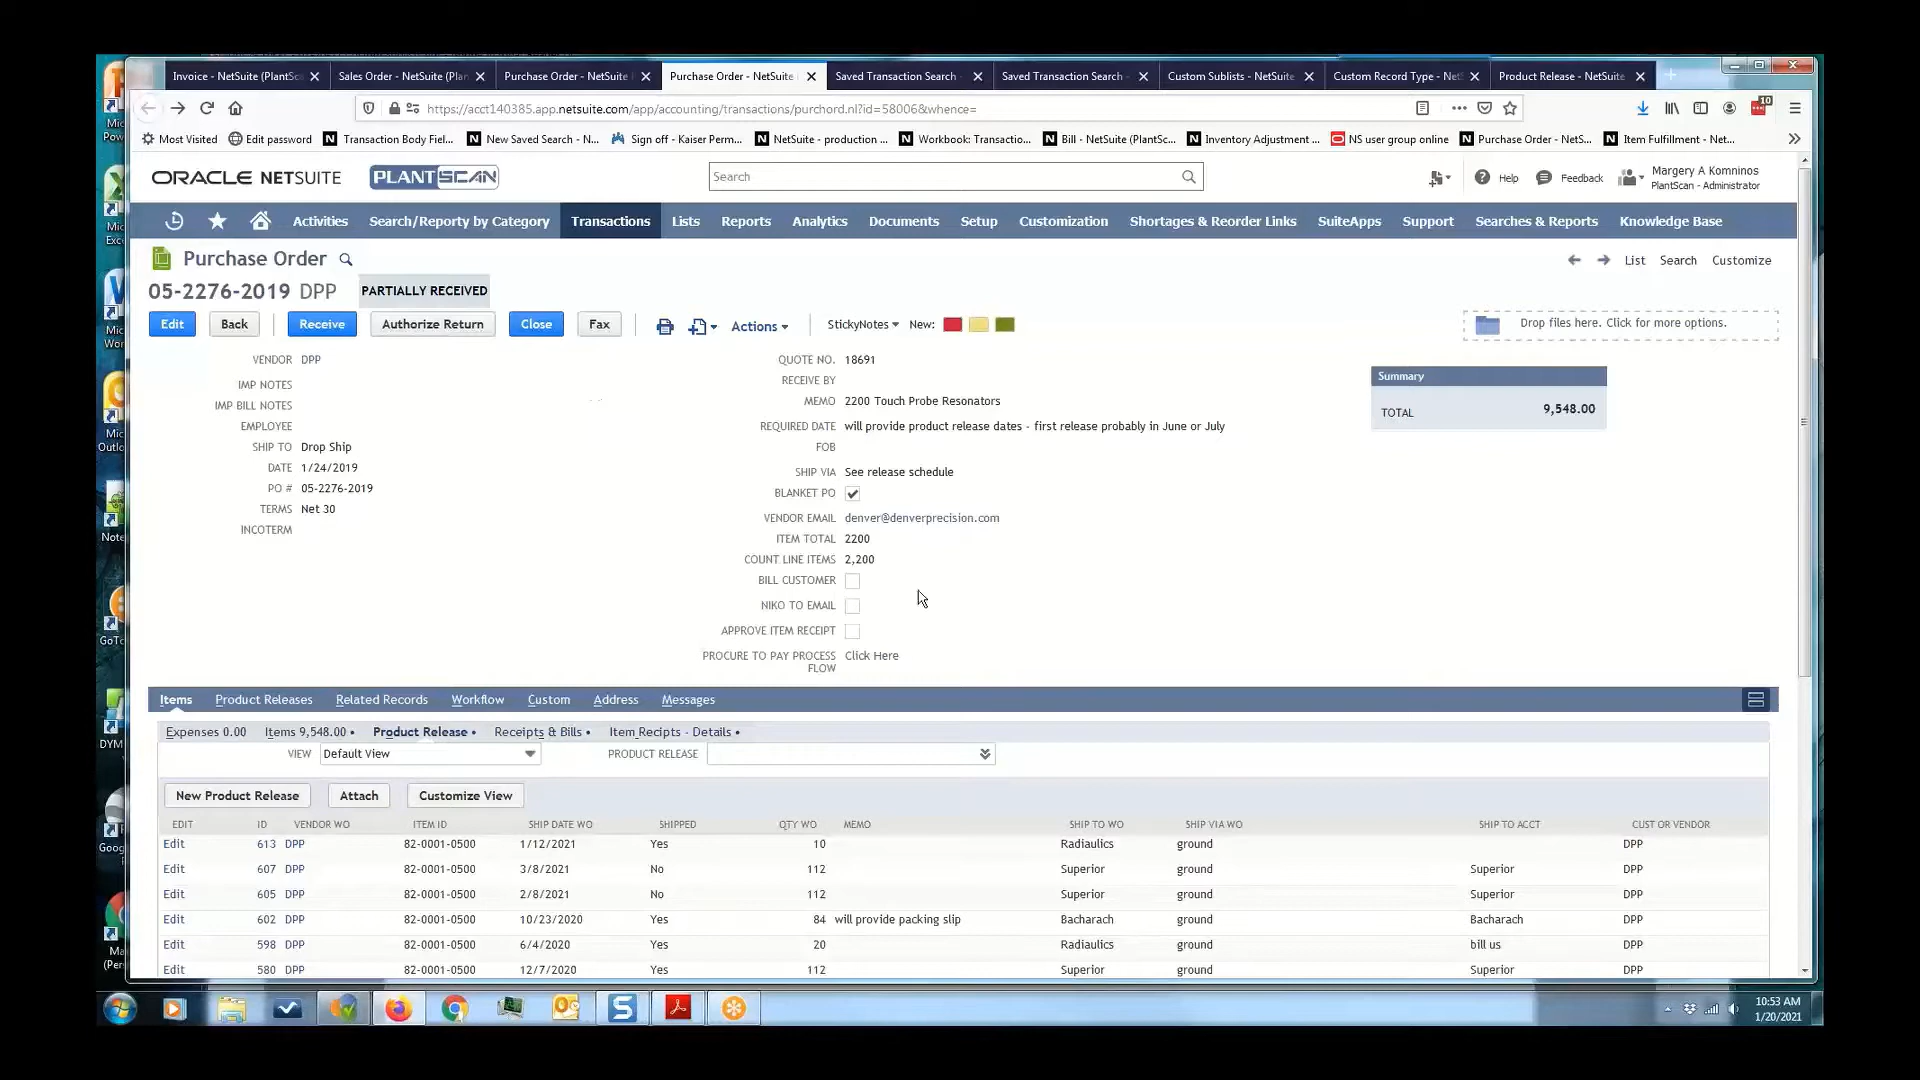 Invoice - NetSuite (PlantSc Sales Order - NetSuite (Pla Purchase Order - NetSuite Purchase Order - NetSuite Saved Transaction Search - Saved Transaction Search - Custom Sublists - NetSuite Custom Record Type - Net Product Release - NetSuite
https://acct140385.app.netsuite.com/app/accounting/transactions/purchord.nl?id=58006&whence= 10
Most Visited Edit password Transaction Body Fiel... New Saved Search - N... Sign off - Kaiser Perm... NetSuite - production ... Workbook: Transactio... Bill - NetSuite (PlantSc... Inventory Adjustment ... NS user group online Purchase Order - NetS... Item Fulfillment - Net...
ORACLE NETSUITE PLANTSCAN Search Help Feedback Margery A Komninos
PlantScan - Administrator
Activities Search/Reporty by Category Transactions Lists Reports Analytics Documents Setup Customization Shortages & Reorder Links SuiteApps Support Searches & Reports Knowledge Base
Purchase Order List Search Customize
05-2276-2019 DPP PARTIALLY RECEIVED
Edit Back Receive Authorize Return Close Fax Actions StickyNotes New: Drop files here. Click for more options.
VENDOR DPP QUOTE NO. 18691
IMP NOTES RECEIVE BY Summary
IMP BILL NOTES MEMO 2200 Touch Probe Resonators TOTAL 9,548.00
EMPLOYEE REQUIRED DATE will provide product release dates - first release probably in June or July
SHIP TO Drop Ship FOB
DATE 1/24/2019 SHIP VIA See release schedule
PO # 05-2276-2019 BLANKET PO
TERMS Net 30 VENDOR EMAIL denver@denverprecision.com
INCOTERM ITEM TOTAL 2200
COUNT LINE ITEMS 2,200
BILL CUSTOMER
NIKO TO EMAIL
APPROVE ITEM RECEIPT
PROCURE TO PAY PROCESS FLOW Click Here
Items Product Releases Related Records Workflow Custom Address Messages
Expenses 0.00 Items 9,548.00 • Product Release • Receipts & Bills • Item Recipts - Details •
VIEW Default View PRODUCT RELEASE
New Product Release Attach Customize View
EDIT ID VENDOR WO ITEM ID SHIP DATE WO SHIPPED QTY WO MEMO SHIP TO WO SHIP VIA WO SHIP TO ACCT CUST OR VENDOR
Edit 613 DPP 82-0001-0500 1/12/2021 Yes 10 Radiaulics ground DPP
Edit 607 DPP 82-0001-0500 3/8/2021 No 112 Superior ground Superior DPP
Edit 605 DPP 82-0001-0500 2/8/2021 No 112 Superior ground Superior DPP
Edit 602 DPP 82-0001-0500 10/23/2020 Yes 84 will provide packing slip Bacharach ground Bacharach DPP
Edit 598 DPP 82-0001-0500 6/4/2020 Yes 20 Radiaulics ground bill us DPP
Edit 580 DPP 82-0001-0500 12/7/2020 Yes 112 Superior ground Superior DPP
10:53 AM
1/20/2021